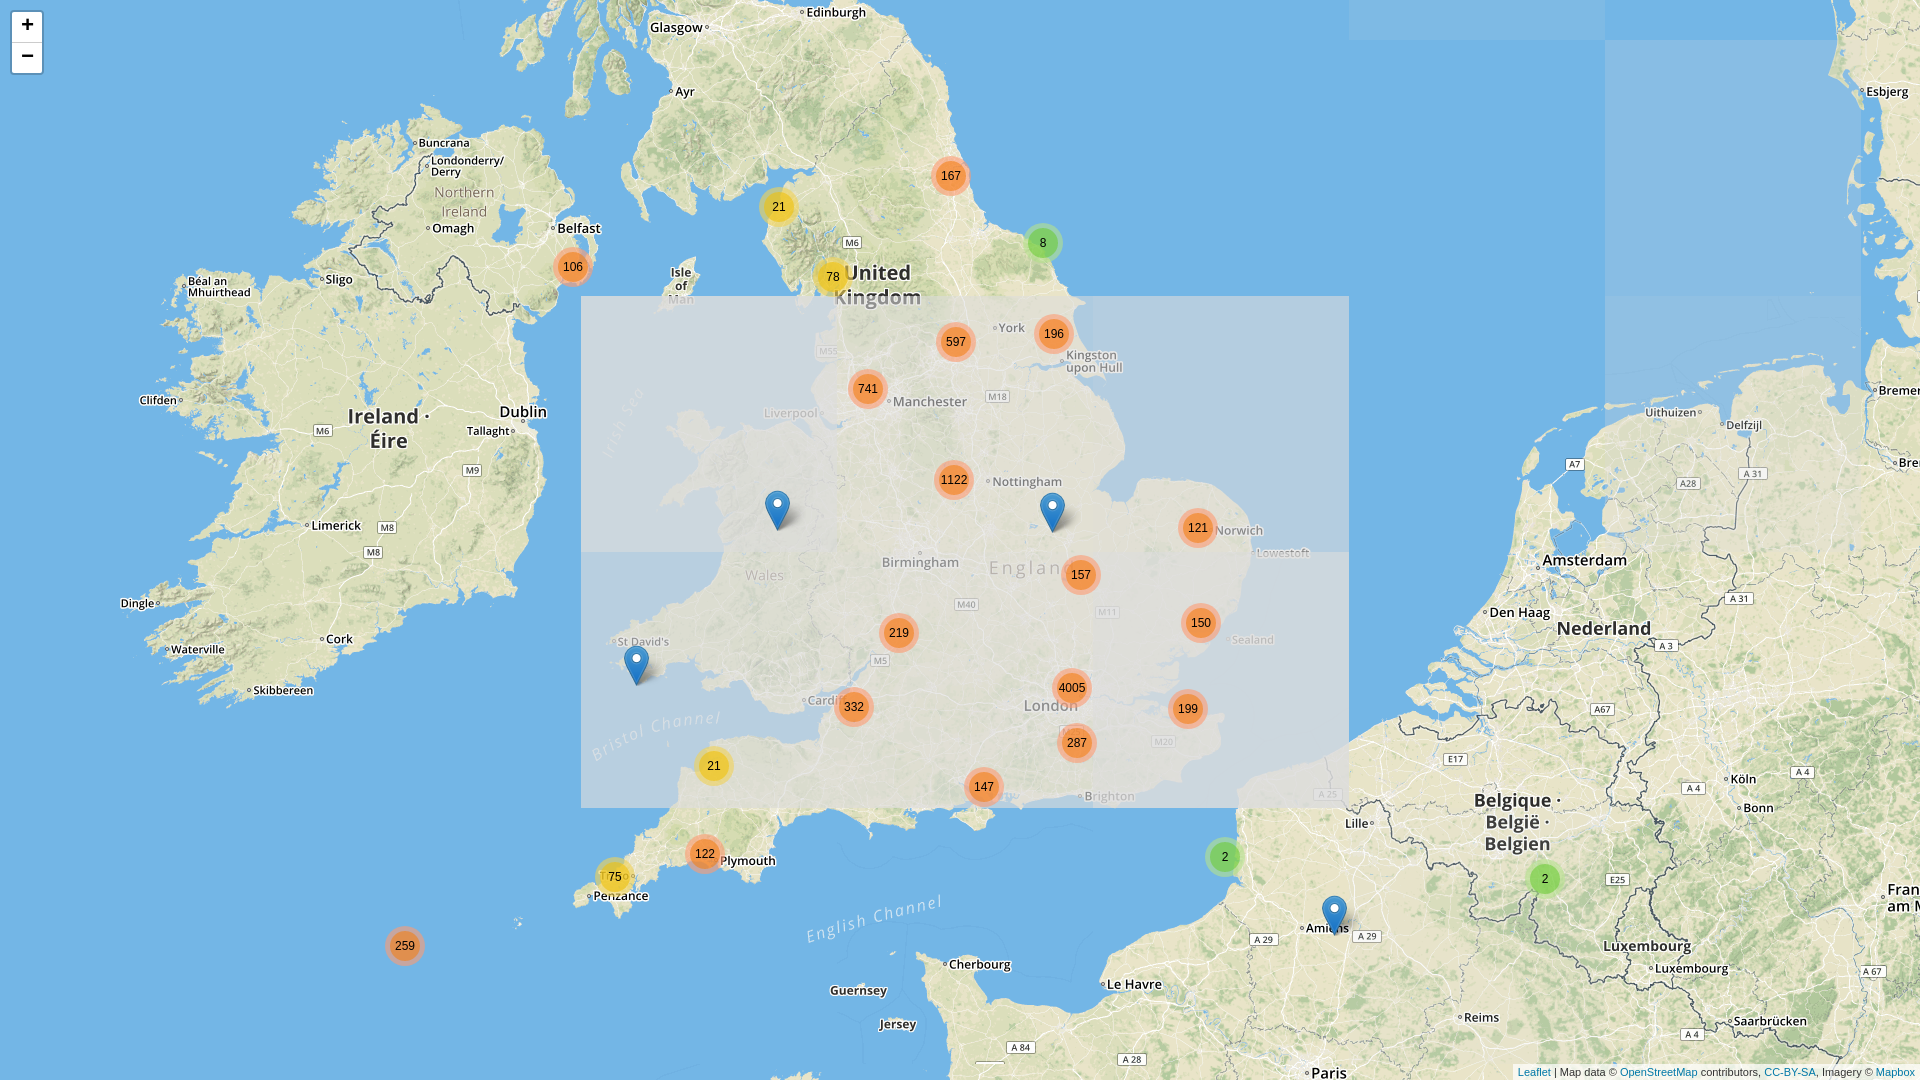 +
−
Edinburgh
Glasgow
Ayr
Esbjerg
Buncrana
Londonderry/
Derry
Northern
Ireland
Omagh
Belfast
167
21
8
M6
106
78
United
Kingdom
Isle
of
Man
Sligo
Béal an
Mhuirthead
York
196
597
M55
Kingston
upon Hull
741
Manchester
M18
Liverpool
Clifden
Dublin
Ireland ·
Éire
M6
Tallaght
M9
Bremer
Uithuizen
Delfzijl
A7
A 31
A28
Bre
1122
Nottingham
Limerick
M8
M8
121
Norwich
Lowestoft
Amsterdam
Birmingham
Englan
157
Wales
M40
M11
A 31
Den Haag
Nederland
A 3
Dingle
Cork
Waterville
Skibbereen
150
Sealand
219
St David's
M5
4005
London
Cardif
332
199
287
M20
Bristol Channel
A67
E17
21
147
Brighton
A 25
Köln
A 4
A 4
Bonn
Belgique ·
België ·
Belgien
Lille
122
Plymouth
75
Penzance
2
2
E25
Fran
am M
English Channel
259
Amiens
A 29
A 29
Luxembourg
Luxembourg
A 67
Cherbourg
Le Havre
Guernsey
Jersey
Reims
Saarbrücken
A 4
A 84
A 28
Paris
Leaflet | Map data © OpenStreetMap contributors, CC-BY-SA, Imagery © Mapbox